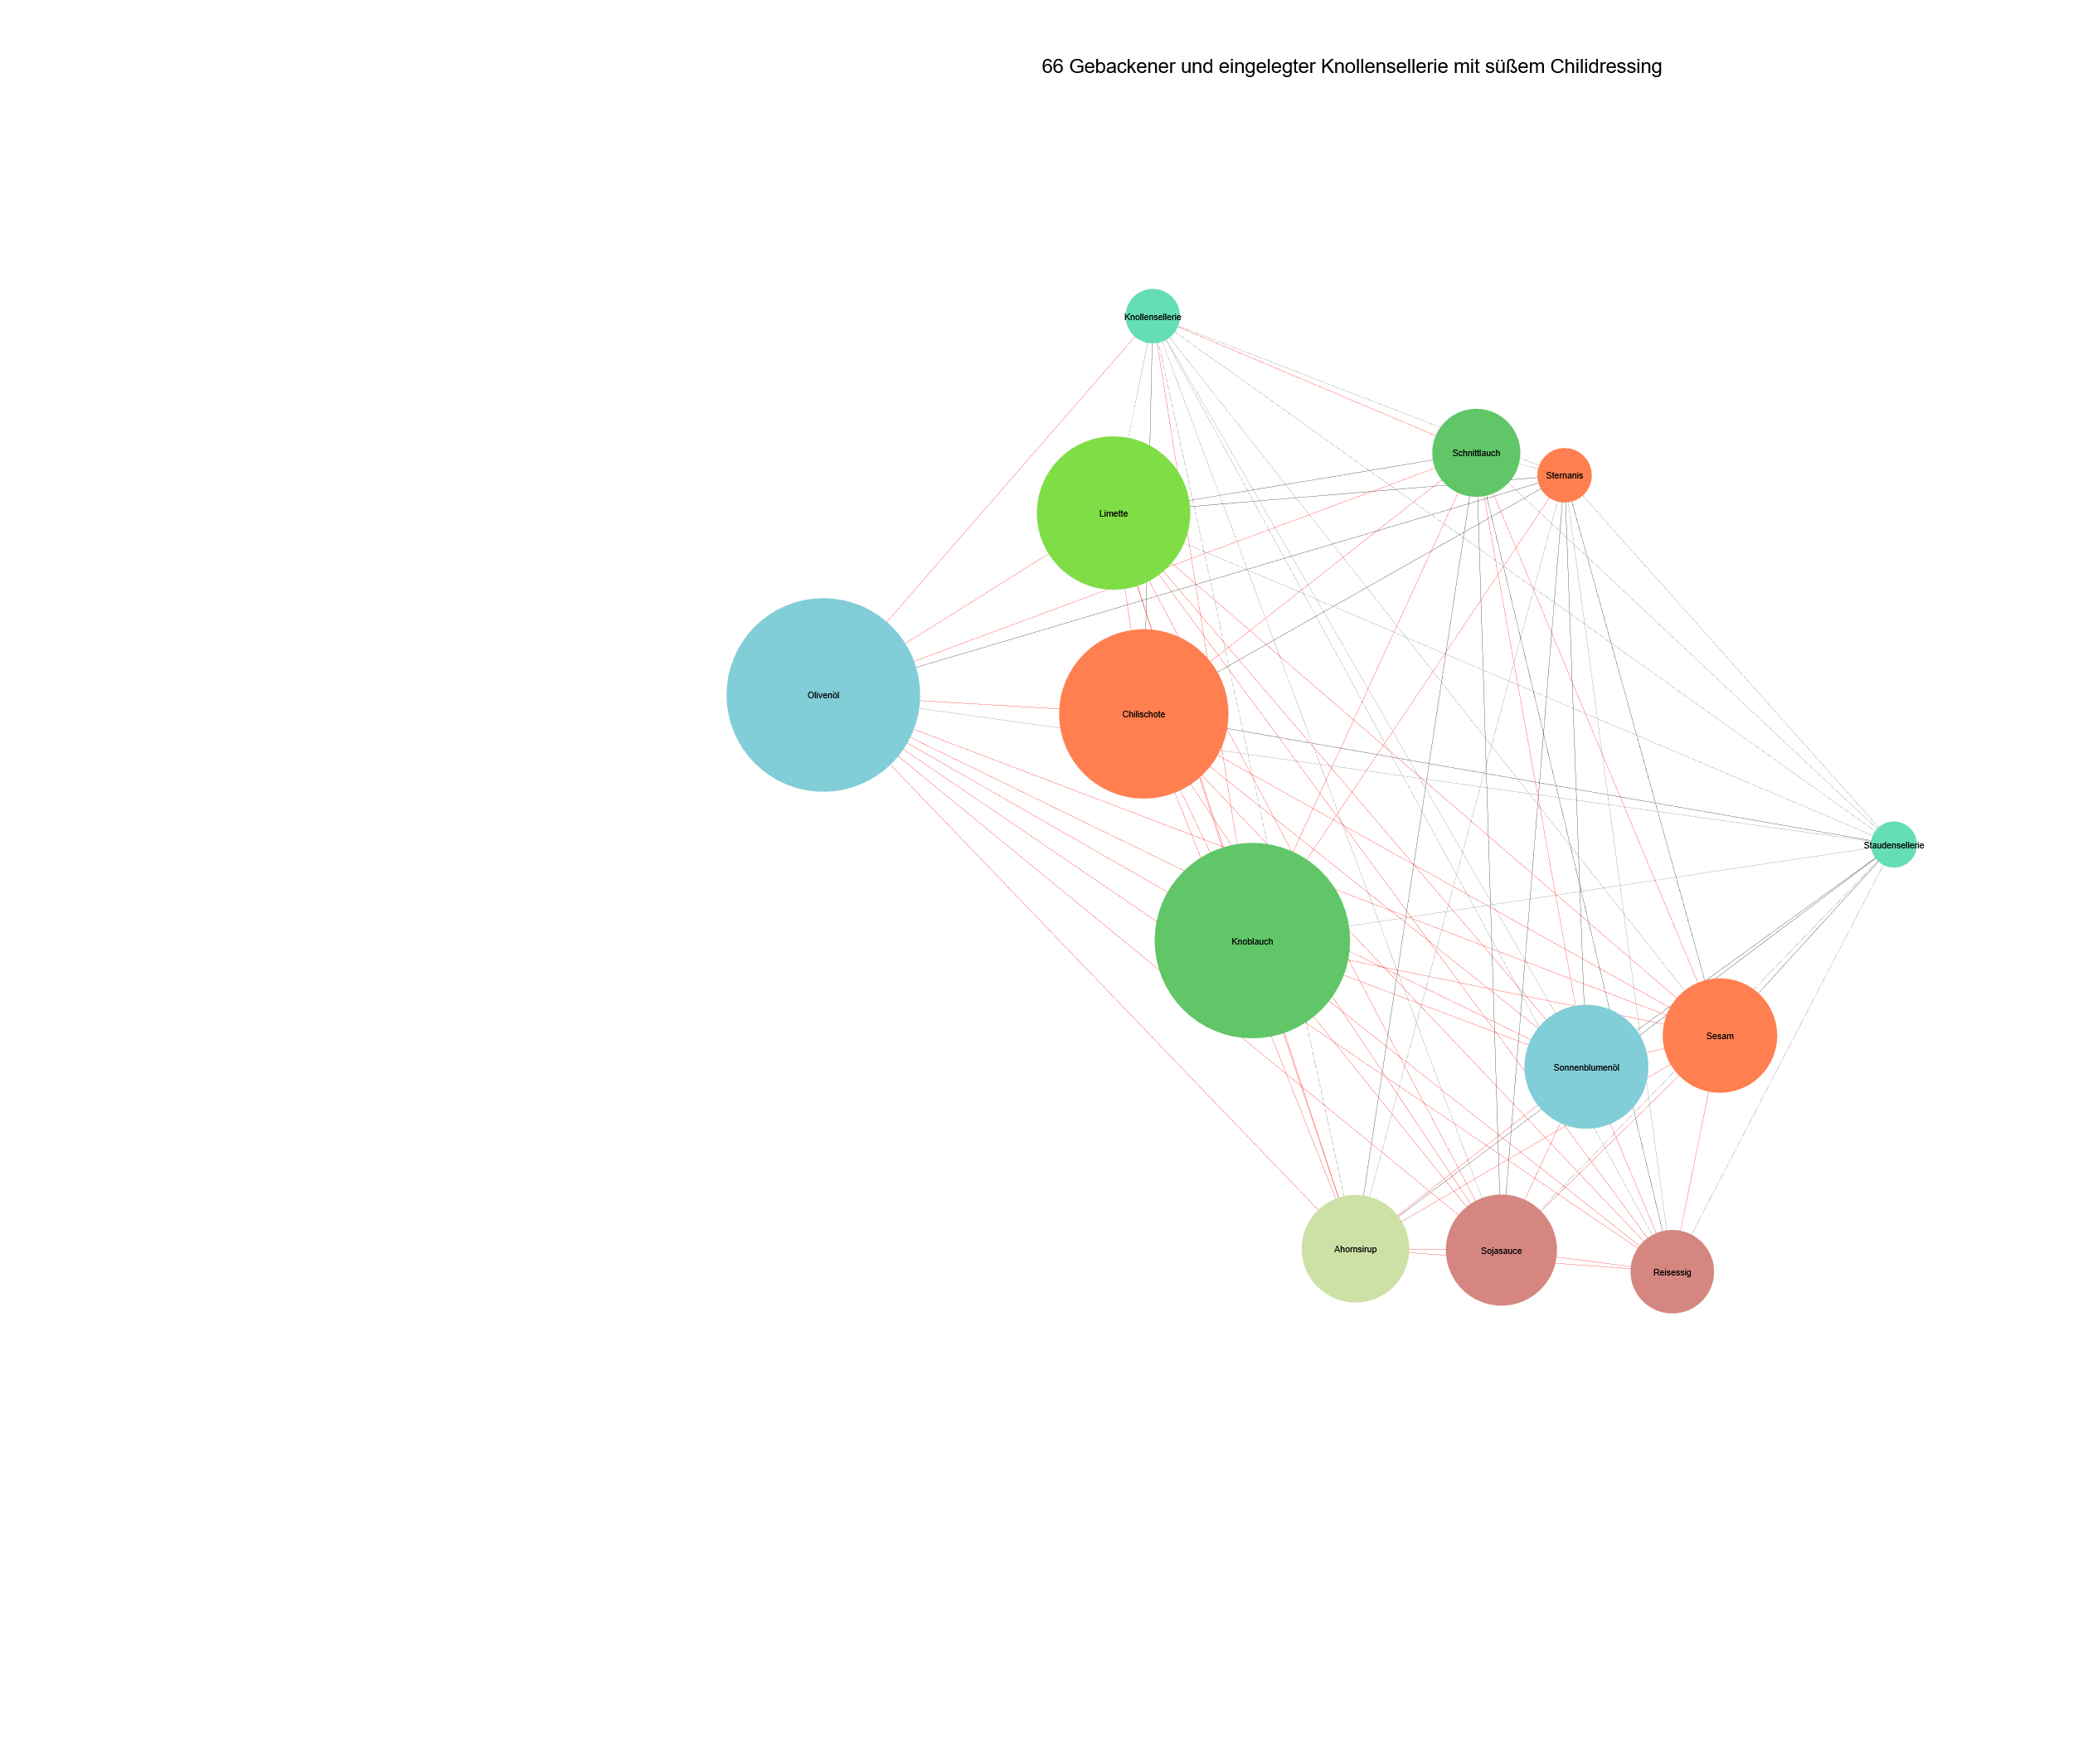 66 Gebackener und eingelegter Knollensellerie mit süßem Chilidressing
Knollensellerie
Schnittlauch
Sternanis
Limette
Olivenöl
Chilischote
Staudensellerie
Knoblauch
Sesam
Sonnenblumenöl
Ahornsirup
Sojasauce
Reisessig